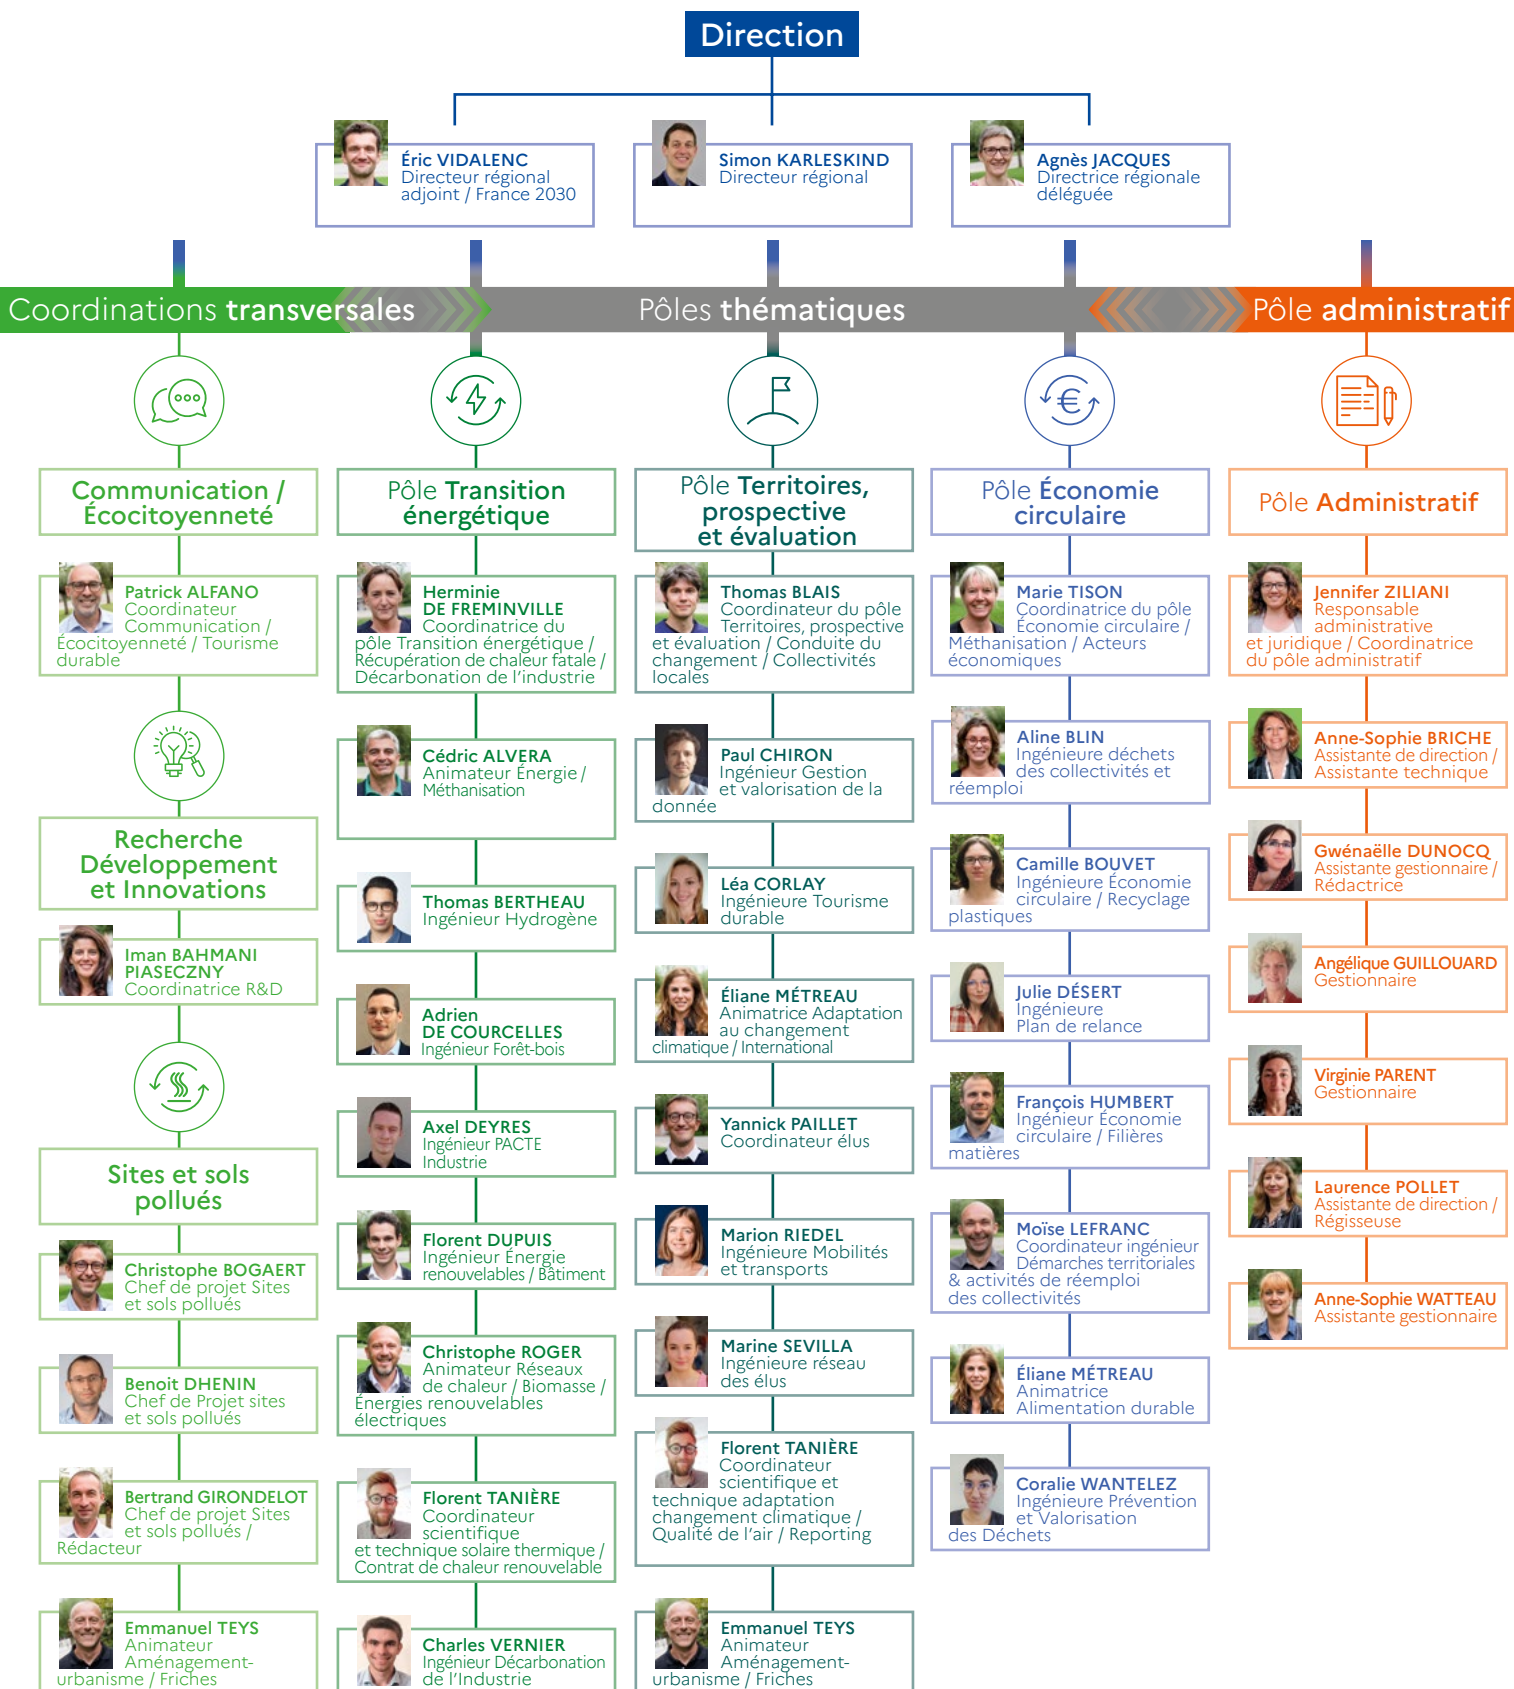 Direction
Éric VIDALENC
Directeur régional
adjoint / France 2030
Simon KARLESKIND
Directeur régional
Agnès JACQUES
Directrice régionale
déléguée
Coordinations transversales
Pôles thématiques
Pôle administratif
Communication /
Écocitoyenneté
Patrick ALFANO
Coordinateur
Communication /
Écocitoyenneté / Tourisme
durable
Recherche
Développement
et Innovations
Iman BAHMANI
PIASECZNY
Coordinatrice R&D
Sites et sols
pollués
Christophe BOGAERT
Chef de projet Sites
et sols pollués
Benoit DHENIN
Chef de Projet sites
et sols pollués
Bertrand GIRONDELOT
Chef de projet Sites
et sols pollués /
Rédacteur
Emmanuel TEYS
Animateur
Aménagement-
urbanisme / Friches
Pôle Transition
énergétique
Herminie
DE FREMINVILLE
Coordinatrice du
pôle Transition énergétique /
Récupération de chaleur fatale /
Décarbonation de l'industrie
Cédric ALVERA
Animateur Énergie /
Méthanisation
Thomas BERTHEAU
Ingénieur Hydrogène
Adrien
DE COURCELLES
Ingénieur Forêt-bois
Axel DEYRES
Ingénieur PACTE
Industrie
Florent DUPUIS
Ingénieur Énergie
renouvelables / Bâtiment
Christophe ROGER
Animateur Réseaux
de chaleur / Biomasse /
Énergies renouvelables
électriques
Florent TANIÈRE
Coordinateur
scientifique
et technique solaire thermique /
Contrat de chaleur renouvelable
Charles VERNIER
Ingénieur Décarbonation
de l'Industrie
Pôle Territoires,
prospective
et évaluation
Thomas BLAIS
Coordinateur du pôle
Territoires, prospective
et évaluation / Conduite du
changement / Collectivités
locales
Paul CHIRON
Ingénieur Gestion
et valorisation de la
donnée
Léa CORLAY
Ingénieure Tourisme
durable
Éliane MÉTREAU
Animatrice Adaptation
au changement
climatique / International
Yannick PAILLET
Coordinateur élus
Marion RIEDEL
Ingénieure Mobilités
et transports
Marine SEVILLA
Ingénieure réseau
des élus
Florent TANIÈRE
Coordinateur
scientifique et
technique adaptation
changement climatique /
Qualité de l'air / Reporting
Emmanuel TEYS
Animateur
Aménagement-
urbanisme / Friches
Pôle Économie
circulaire
Marie TISON
Coordinatrice du pôle
Économie circulaire /
Méthanisation / Acteurs
économiques
Aline BLIN
Ingénieure déchets
des collectivités et
réemploi
Camille BOUVET
Ingénieure Économie
circulaire / Recyclage
plastiques
Julie DÉSERT
Ingénieure
Plan de relance
François HUMBERT
Ingénieur Économie
circulaire / Filières
matières
Moïse LEFRANC
Coordinateur ingénieur
Démarches territoriales
& activités de réemploi
des collectivités
Éliane MÉTREAU
Animatrice
Alimentation durable
Coralie WANTELEZ
Ingénieure Prévention
et Valorisation
des Déchets
Pôle Administratif
Jennifer ZILIANI
Responsable
administrative
et juridique / Coordinatrice
du pôle administratif
Anne-Sophie BRICHE
Assistante de direction /
Assistante technique
Gwénaëlle DUNOCQ
Assistante gestionnaire /
Rédactrice
Angélique GUILLOUARD
Gestionnaire
Virginie PARENT
Gestionnaire
Laurence POLLET
Assistante de direction /
Régisseuse
Anne-Sophie WATTEAU
Assistante gestionnaire